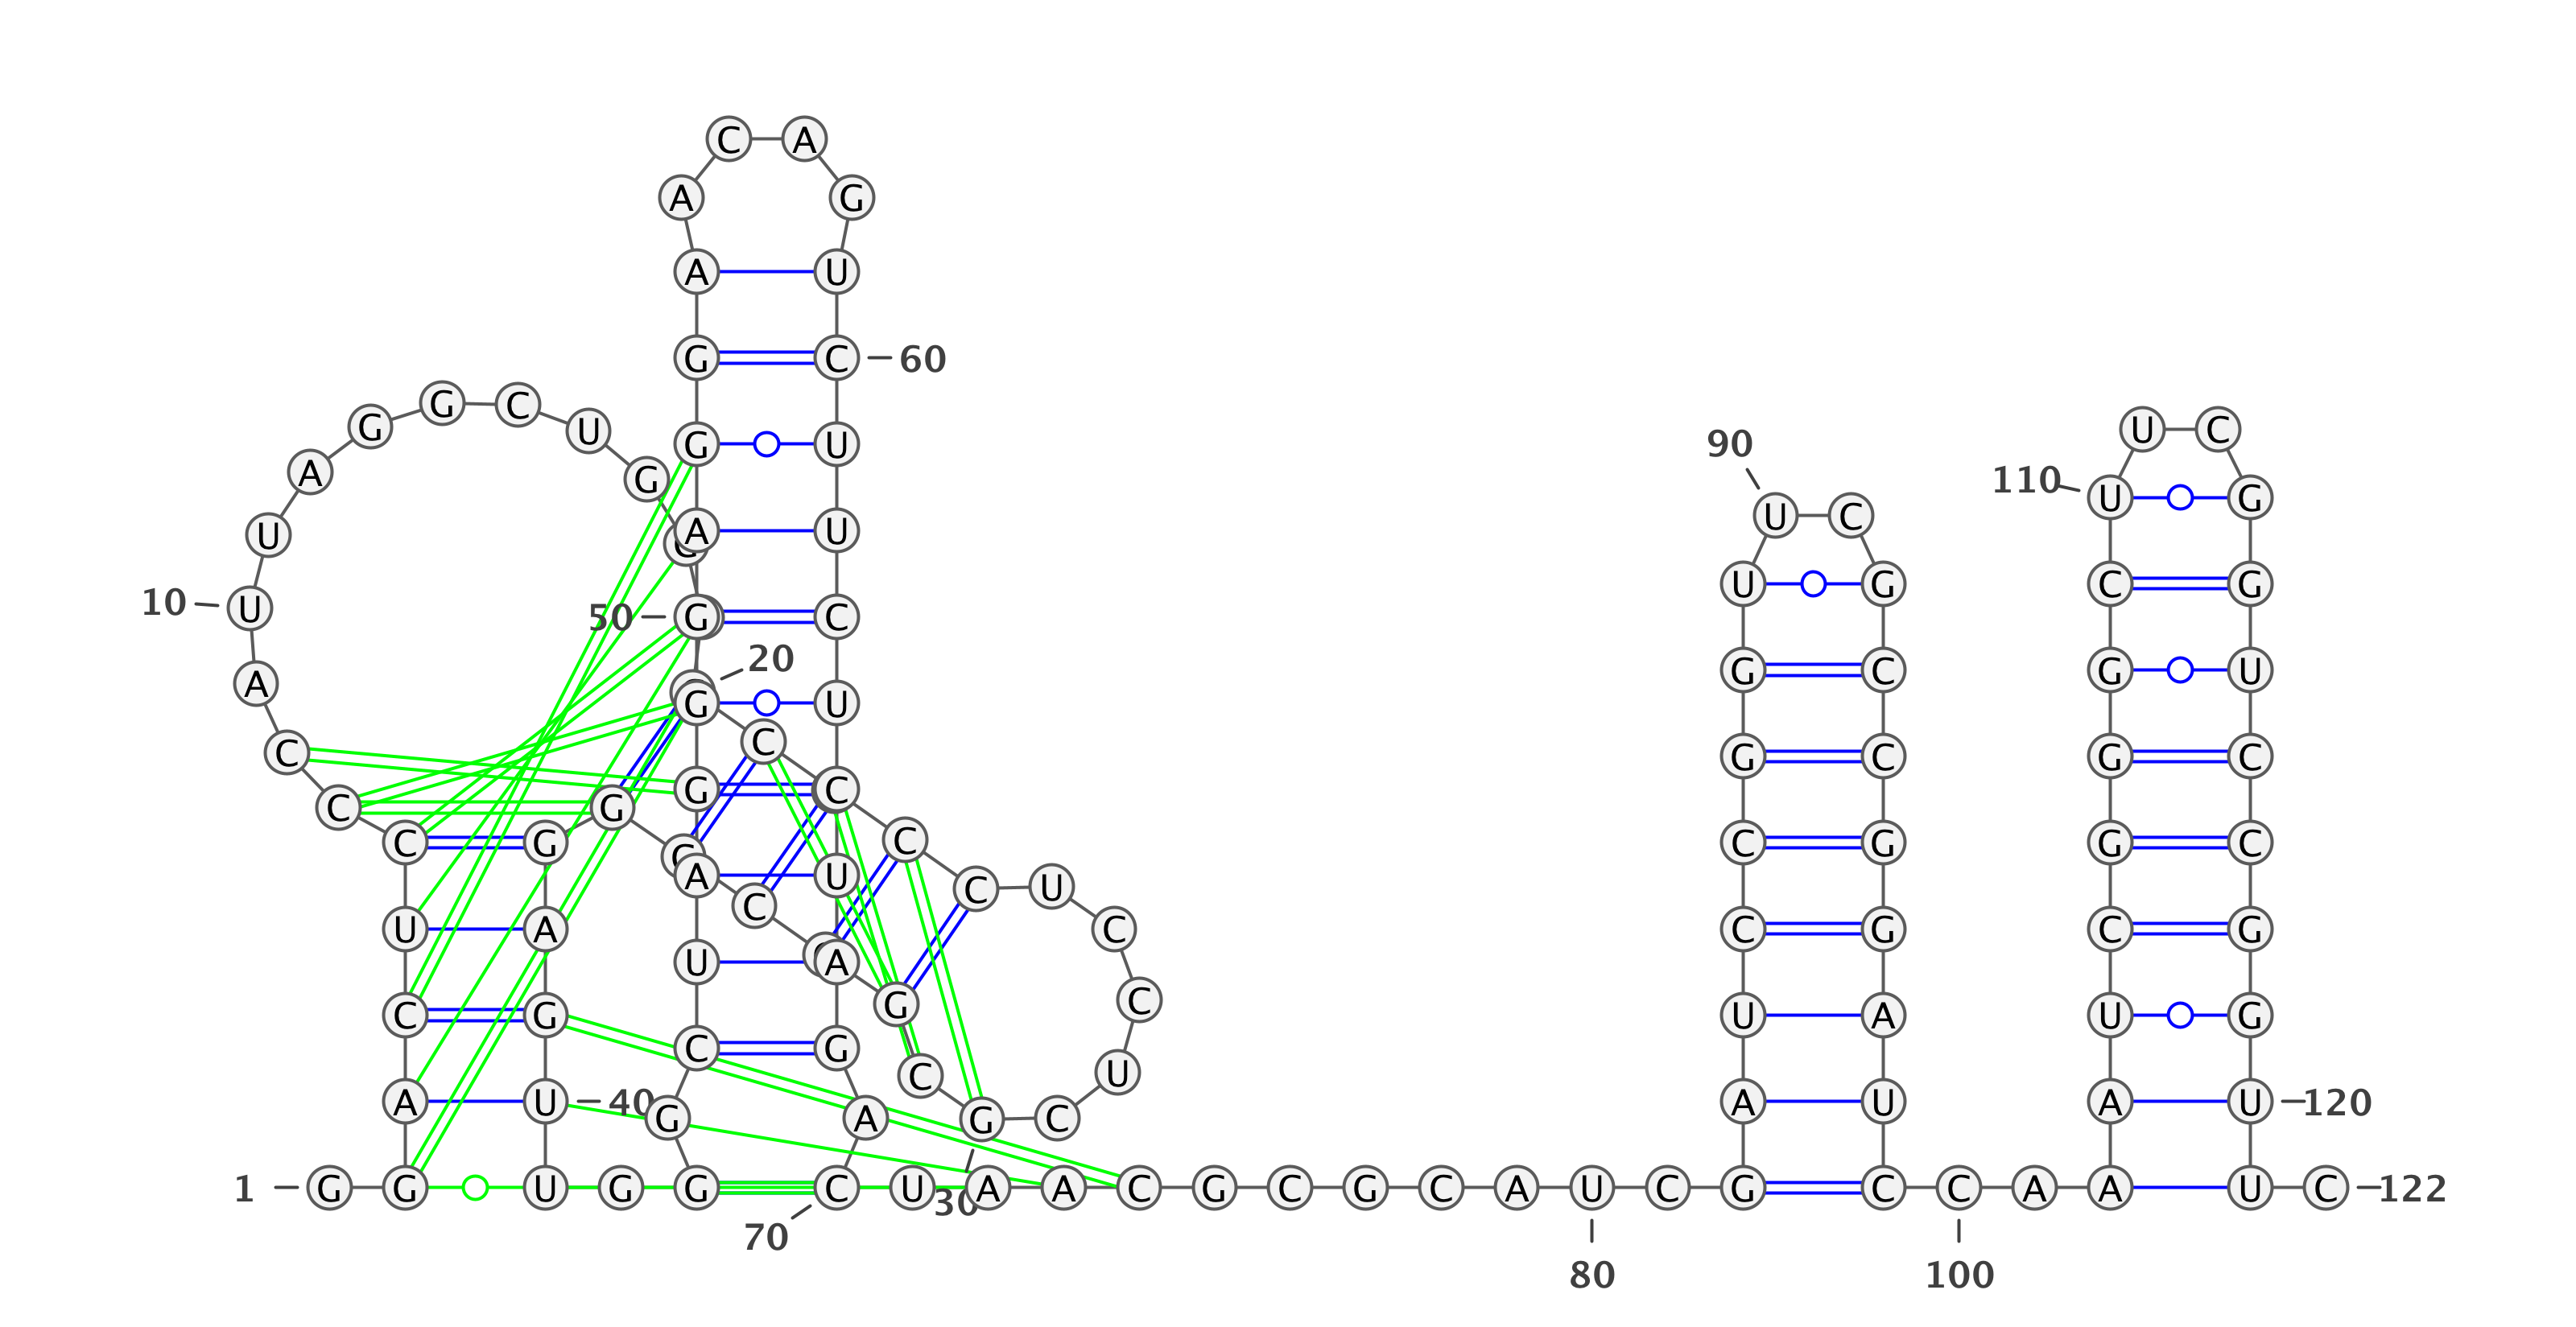 C A
A G
A U
G C 60
G G C U
U C
G U 90
A G
110 U G
U C
U A U
U G C G
10 U 50 G C
20
G C G U
A G U
C C G C G C
G C
C G
C G C C G G C
A U C U
C
U A C C G C G
U A
G C
C G U A U G
C G
C U
A U 40 A U A U 120
G A G C
1 G G U G G C U A A C G C G C A U C G C C A A U C 122
30
70
80 100